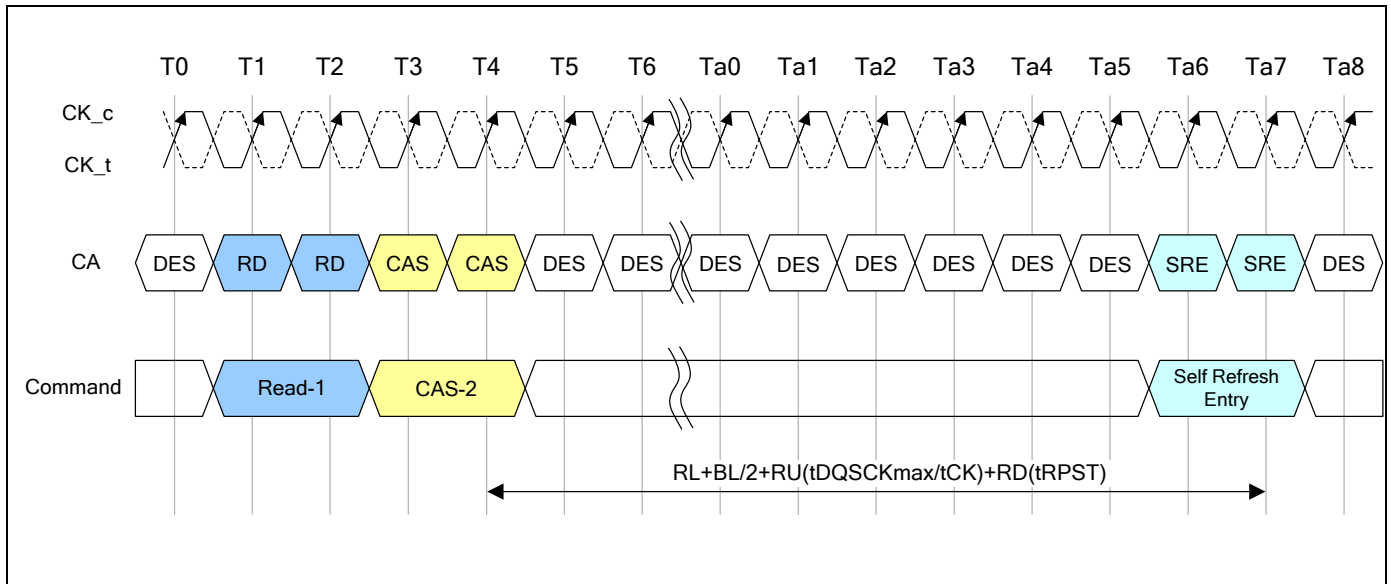 T0 T1 T2 T3 T4 T5 T6 Ta0 Ta1 Ta2 Ta3 Ta4 Ta5 Ta6 Ta7 Ta8
CK_c
CK_t
CA DES RD RD CAS CAS DES DES DES DES DES DES DES DES SRE SRE DES
Command Read-1 CAS-2 Self Refresh
Entry
RL+BL/2+RU(tDQSCKmax/tCK)+RD(tRPST)